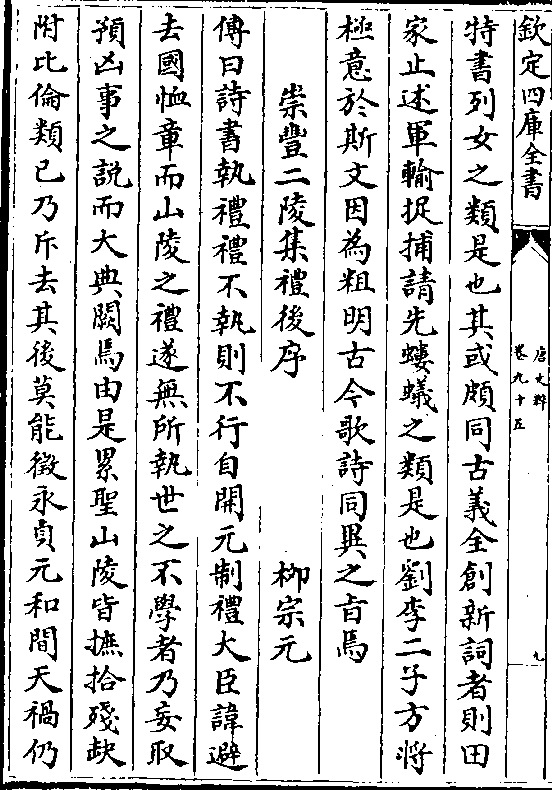 欽定四庫全書
唐文粹
卷九十五
九
特書列女之類是也其或頗同古義全創新詞者則田
家止述軍輸捉捕請先螻蟻之類是也劉李二子方將
極意於斯文因為粗明古今歌詩同異之㫖焉
崇豐二陵集禮後序 栁宗元
傅曰詩書執禮禮不執則不行自開元制禮大臣諱避
去國恤章而山陵之禮遂無所執世之不學者乃妄取
預凶事之説而大典闕焉由是累聖山陵皆摭拾殘缺
附比倫類已乃斥去其後莫能徵永貞元和間天禍仍